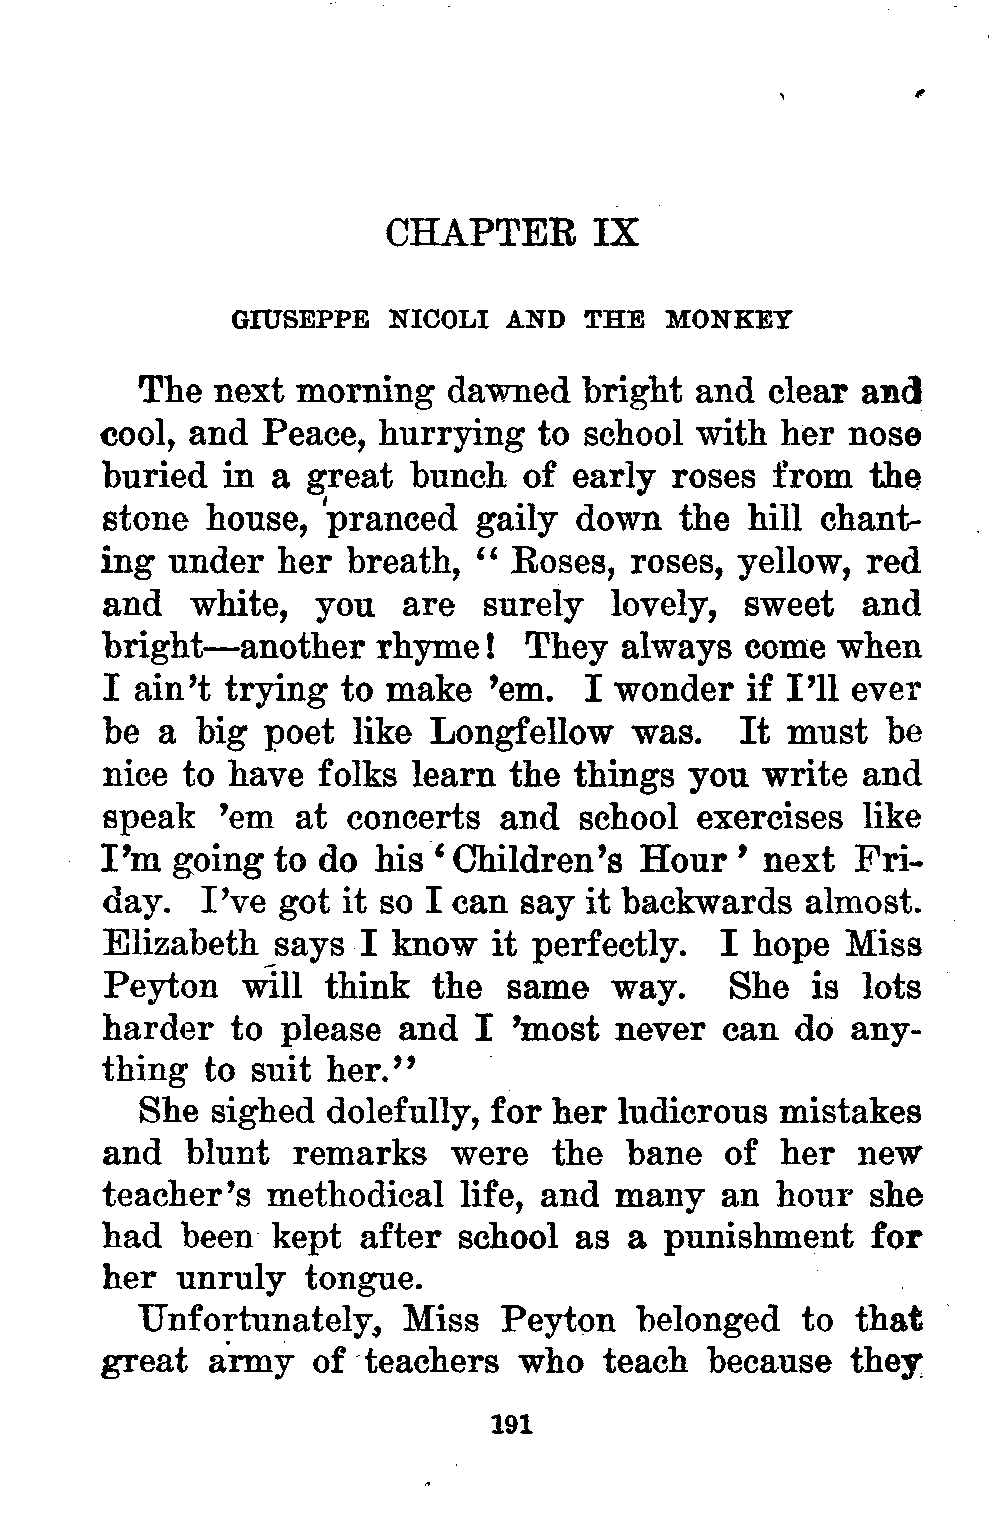 CHAPTER IX
GIUSEPPE NICOLI AND THE MONKEY
The next morning dawned bright and clear and
cool, and Peace, hurrying to school with her nose
buried in a great bunch of early roses from the
stone house, pranced gaily down the hill chant-
ing under her breath, “ Roses, roses, yellow, red
and white, you are surely lovely, sweet and
bright—another rhyme! They always come when
I ain’t trying to make ’em. I wonder if I’ll ever
be a big poet like Longfellow was. It must be
nice to have folks learn the things you write and
speak ’em at concerts and school exercises like
I’m going to do his ‘ Children’s Hour ’ next Fri-
day. I’ve got it so I can say it backwards almost.
Elizabeth says I know it perfectly. I hope Miss
Peyton will think the same way. She is lots
harder to please and I ’most never can do any-
thing to suit her.”
She sighed dolefully, for her ludicrous mistakes
and blunt remarks were the bane of her new
teacher’s methodical life, and many an hour she
had been kept after school as a punishment for
her unruly tongue.
Unfortunately, Miss Peyton belonged to that
great army of teachers who teach because they
191